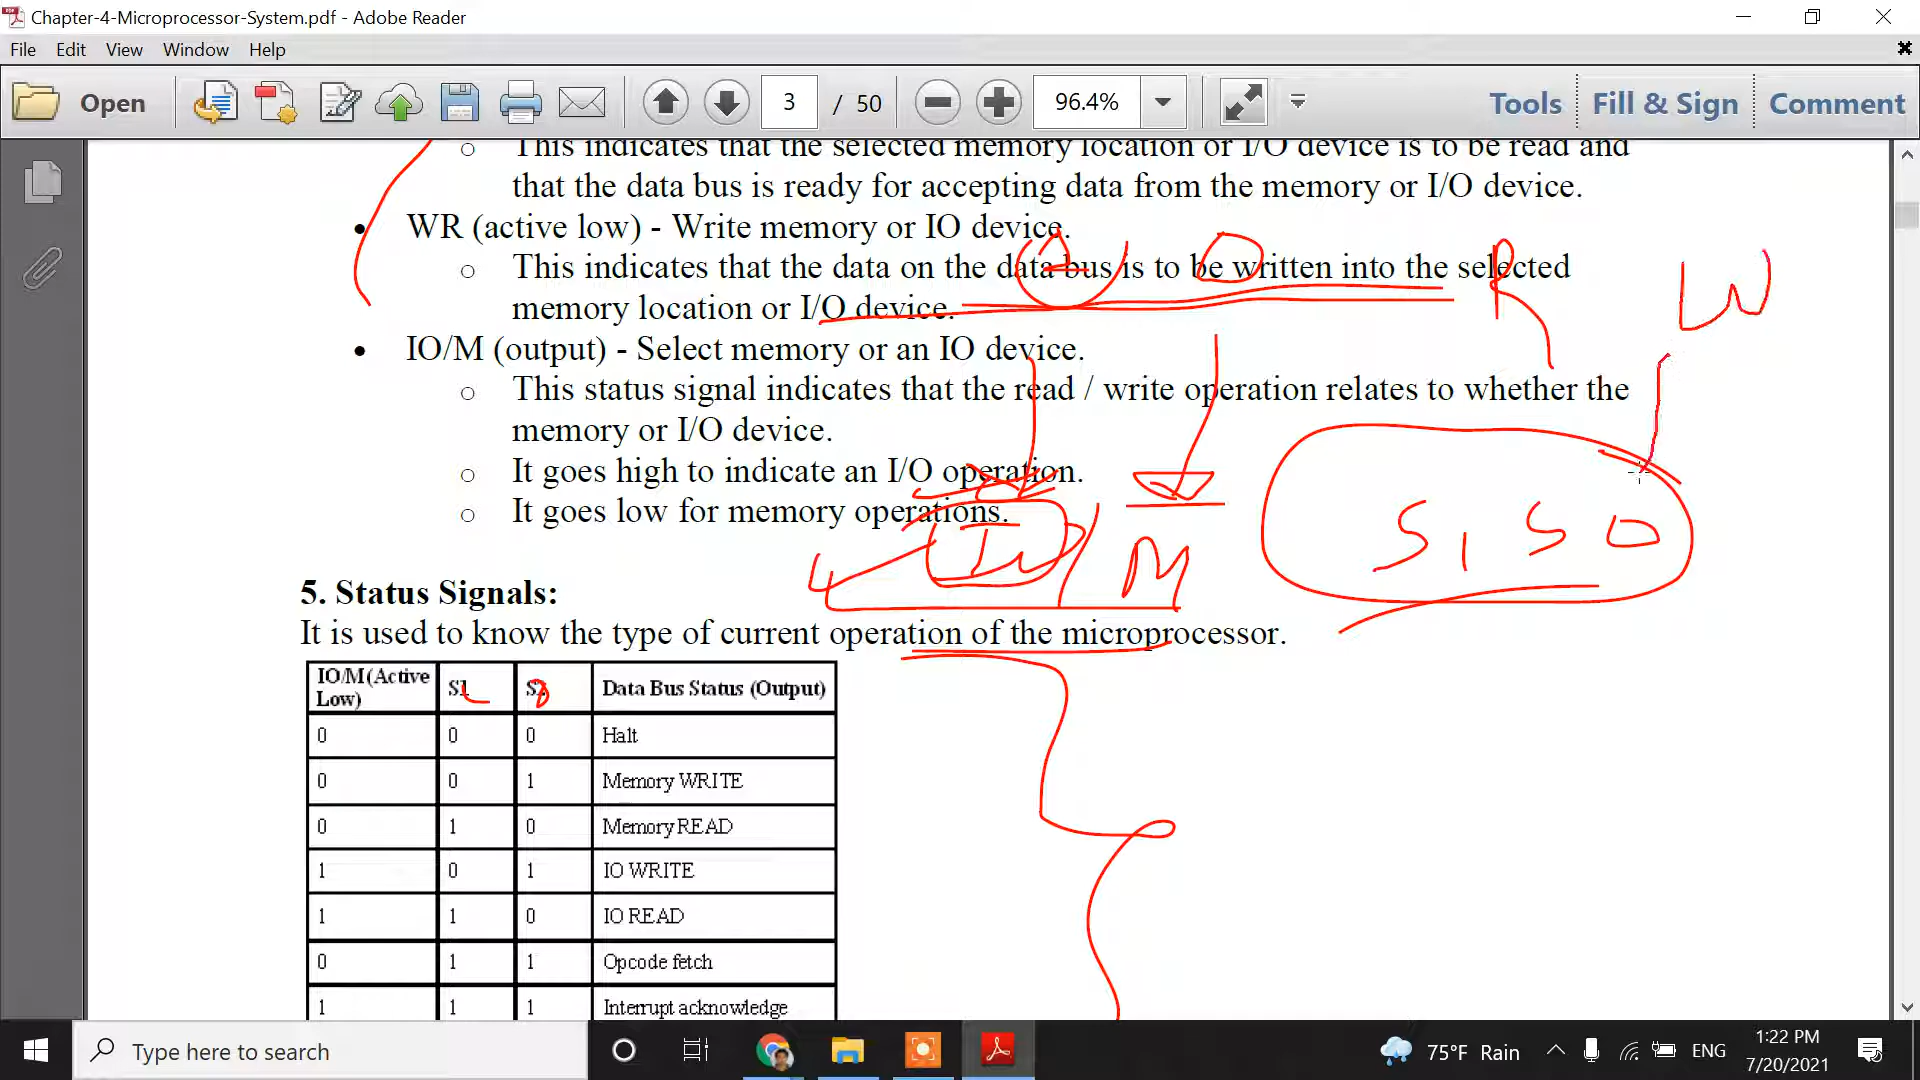 Chapter-4-Microprocessor-System.pdf - Adobe Reader
File Edit View Window Help
Open 3 / 50 96.4% Tools Fill & Sign Comment
This indicates that the selected memory location or I/O device is to be read and
that the data bus is ready for accepting data from the memory or I/O device.
• WR (active low) - Write memory or IO device.
o This indicates that the data on the data bus is to be written into the selected
memory location or I/O device.
R W
• IO/M (output) - Select memory or an IO device.
o This status signal indicates that the read / write operation relates to whether the
memory or I/O device.
o It goes high to indicate an I/O operation.
o It goes low for memory operations.
M S1 S0
5. Status Signals:
It is used to know the type of current operation of the microprocessor.
IO/M(Active Low) S1 S2 Data Bus Status (Output)
0 0 0 Halt
0 0 1 Memory WRITE
0 1 0 Memory READ
1 0 1 IO WRITE
1 1 0 IO READ
0 1 1 Opcode fetch
1 1 1 Interrupt acknowledge
Type here to search
75°F Rain ENG
1:22 PM
7/20/2021